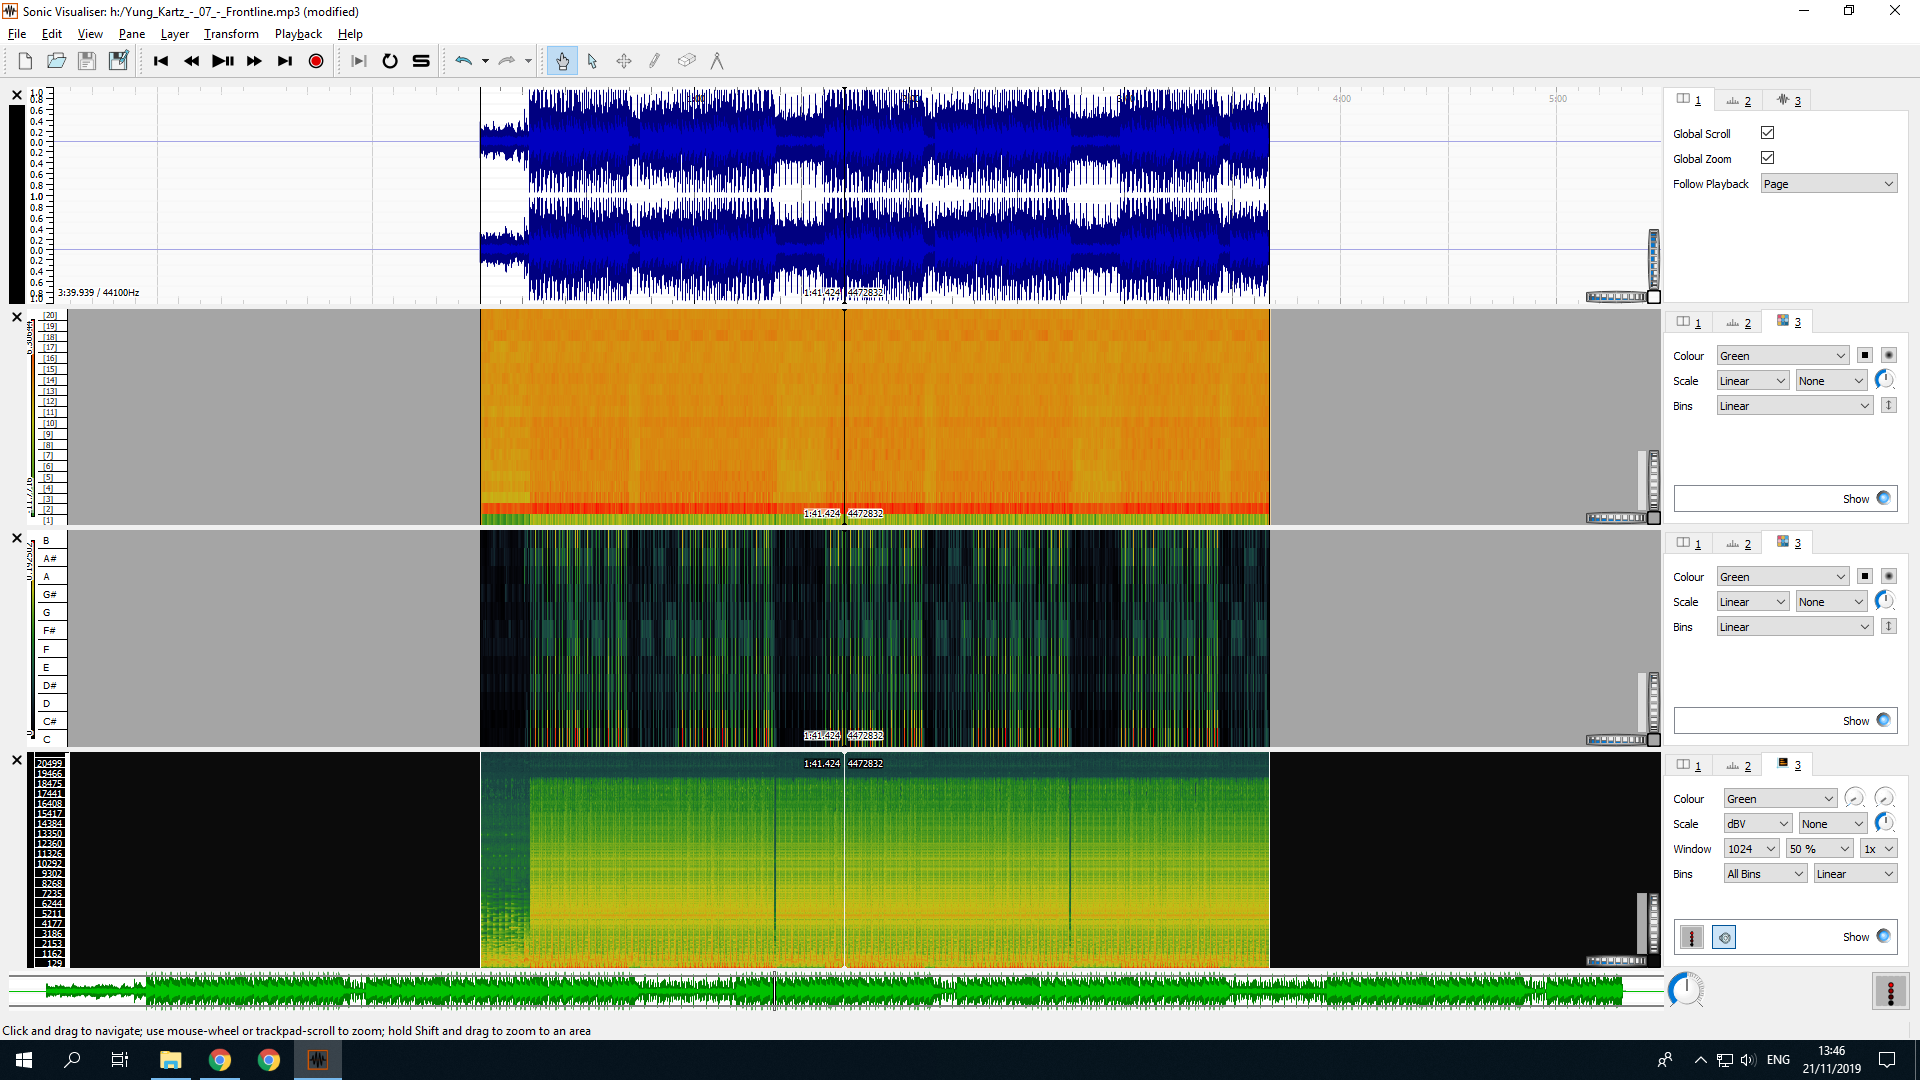 Sonic Visualiser: h:/Yung_Kartz_-_07_-_Frontline.mp3 (modified)
File Edit View Pane Layer Transform Playback Help
1.0
0.8
0.6
0.4
0.2
0.0
0.2
0.4
0.6
0.8
1.0
0.8
0.6
0.4
0.2
0.0
0.2
0.4
0.6
0.8
1.0
4:00
5:00
3:39.939 / 44100Hz
1:41.424 4472832
1 2 3
Global Scroll
Global Zoom
Follow Playback Page
[20]
[19]
[18]
[17]
[16]
[15]
[14]
[13]
[12]
[11]
[10]
[9]
[8]
[7]
[6]
[5]
[4]
[3]
[2]
[1]
1:41.424 4472832
1 2 3
Colour Green
Scale Linear None
Bins Linear
Show
B
A#
A
G#
G
F#
F
E
D#
D
C#
C
1:41.424 4472832
1 2 3
Colour Green
Scale Linear None
Bins Linear
Show
20499
19466
18475
17441
16408
15417
14384
13350
12360
11326
10292
9302
8268
7235
6244
5211
4177
3186
2153
1162
129
1:41.424 4472832
1 2 3
Colour Green
Scale dBV None
Window 1024 50 % 1x
Bins All Bins Linear
Show
Click and drag to navigate; use mouse-wheel or trackpad-scroll to zoom; hold Shift and drag to zoom to an area
ENG
13:46
21/11/2019